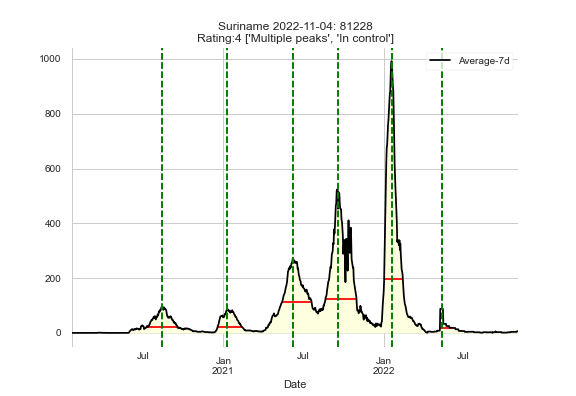 Suriname 2022-11-04: 81228
Rating:4 ['Multiple peaks', 'In control']
Average-7d
1000
800
600
400
200
0
Jul
Jan
2021
Jul
Jan
2022
Jul
Date